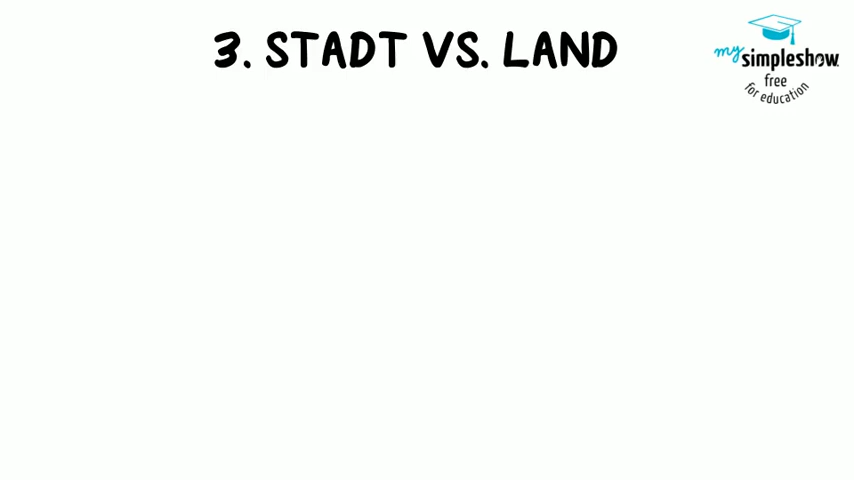 3. STADT VS. LAND
my
simpleshow
free
for education